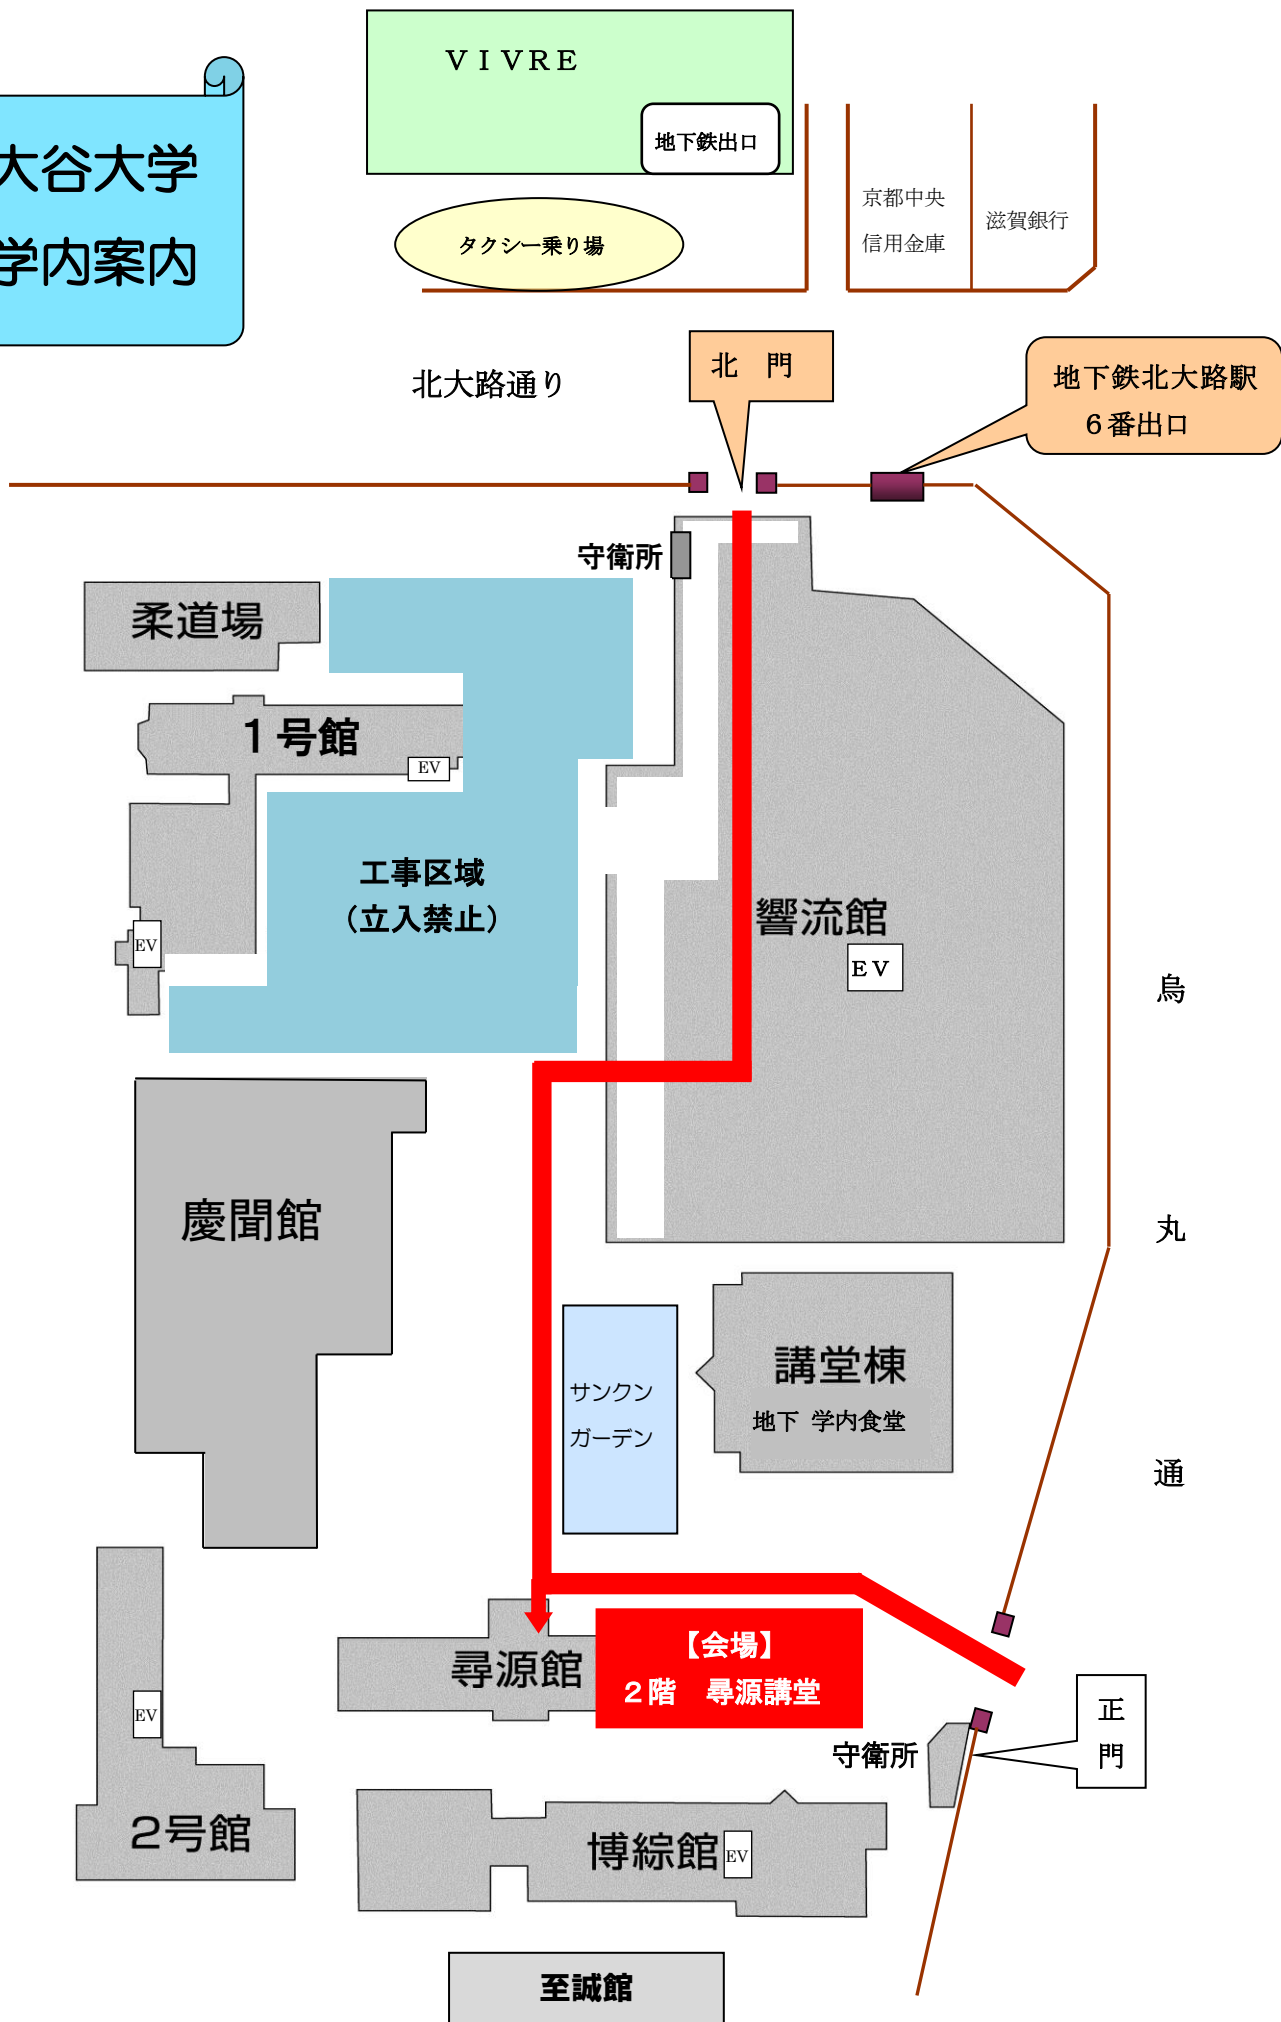 大谷大学
学内案内
ＶＩＶＲＥ
地下鉄出口
タクシー乗り場
京都中央
信用金庫
滋賀銀行
北大路通り
北　門
地下鉄北大路駅
６番出口
守衛所
柔道場
１号館
EV
工事区域
（立入禁止）
EV
響流館
ＥＶ
烏
丸
通
慶聞館
サンクン
ガーデン
講堂棟
地下 学内食堂
尋源館
【会場】
２階　尋源講堂
EV
2号館
守衛所
正
門
博綜館
EV
至誠館